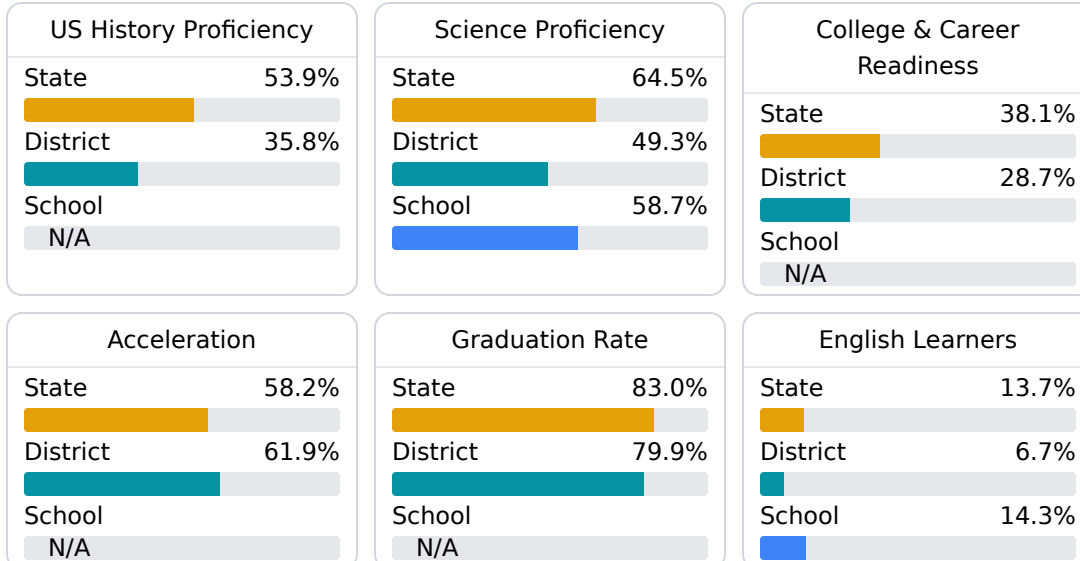 US History Proficiency
State 53.9%
District 35.8%
School
N/A
Science Proficiency
State 64.5%
District 49.3%
School 58.7%
College & Career
Readiness
State 38.1%
District 28.7%
School
N/A
Acceleration
State 58.2%
District 61.9%
School
N/A
Graduation Rate
State 83.0%
District 79.9%
School
N/A
English Learners
State 13.7%
District 6.7%
School 14.3%